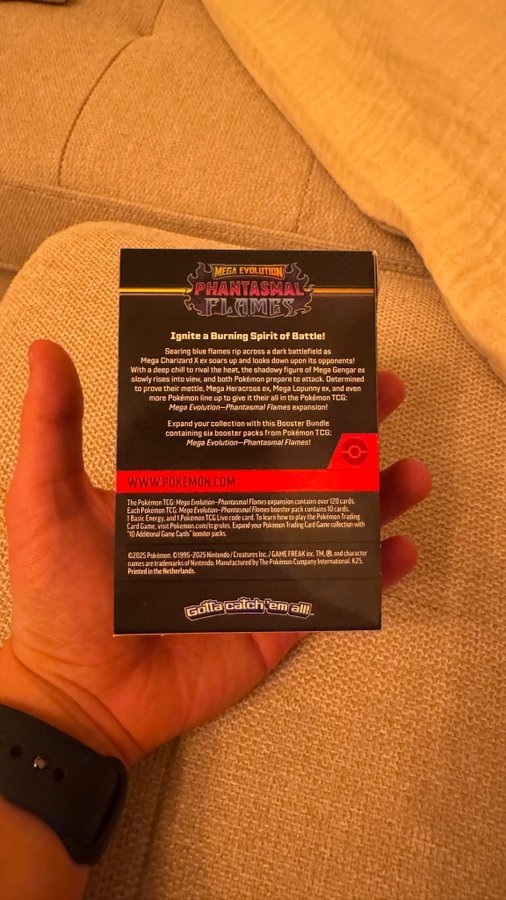 MEGA EVOLUTION
PHANTASMAL
FLAMES
Ignite a Burning Spirit of Battle!
Searing blue flames rip across a dark battlefield as
Mega Charizard X ex soars up and looks down upon its opponents!
With a deep chill to rival the heat, the shadowy figure of Mega Gengar ex
slowly rises into view, and both Pokémon prepare to attack. Determined
to prove their mettle, Mega Heracross ex, Mega Lopunny ex, and even
more Pokémon line up to give it their all in the Pokémon TCG:
Mega Evolution—Phantasmal Flames expansion!
Expand your collection with this Booster Bundle
containing six booster packs from Pokémon TCG:
Mega Evolution—Phantasmal Flames!
WWW.POKEMON.COM
The Pokémon TCG: Mega Evolution–Phantasmal Flames expansion contains over 120 cards.
Each Pokémon TCG: Mega Evolution–Phantasmal Flames booster pack contains 10 cards,
1 Basic Energy, and 1 Pokémon TCG Live code card. To learn how to play the Pokémon Trading
Card Game, visit Pokemon.com/tcgrules. Expand your Pokémon Trading Card Game collection with
"10 Additional Game Cards" booster packs.
©2025 Pokémon. ©1995-2025 Nintendo / Creatures Inc. / GAME FREAK inc. TM, ®, and character
names are trademarks of Nintendo. Manufactured by The Pokémon Company International. K25.
Printed in the Netherlands.
Gotta catch 'em all!™